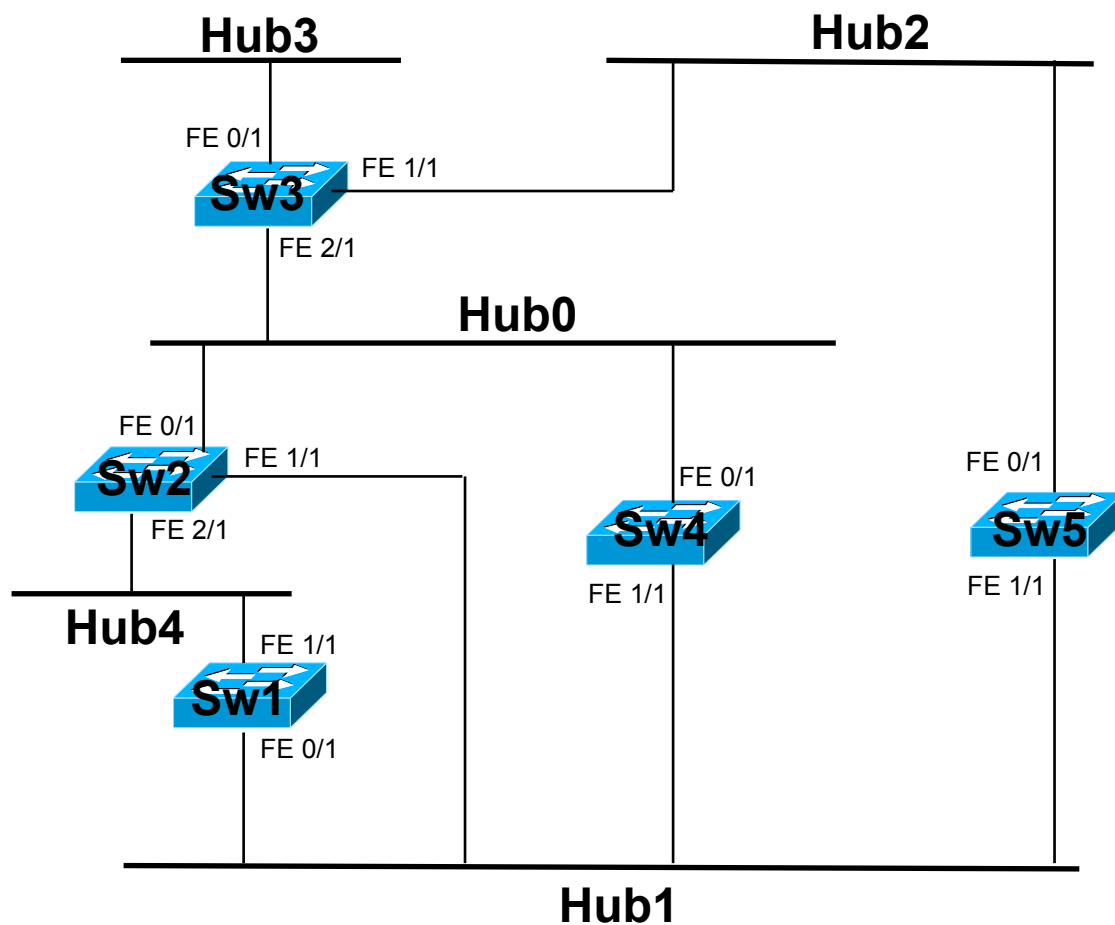 Hub3
Hub2
FE 0/1
FE 1/1
Sw3
FE 2/1
Hub0
FE 0/1
FE 1/1
Sw2
FE 2/1
FE 0/1
Sw4
FE 1/1
FE 0/1
Sw5
FE 1/1
Hub4
FE 1/1
Sw1
FE 0/1
Hub1